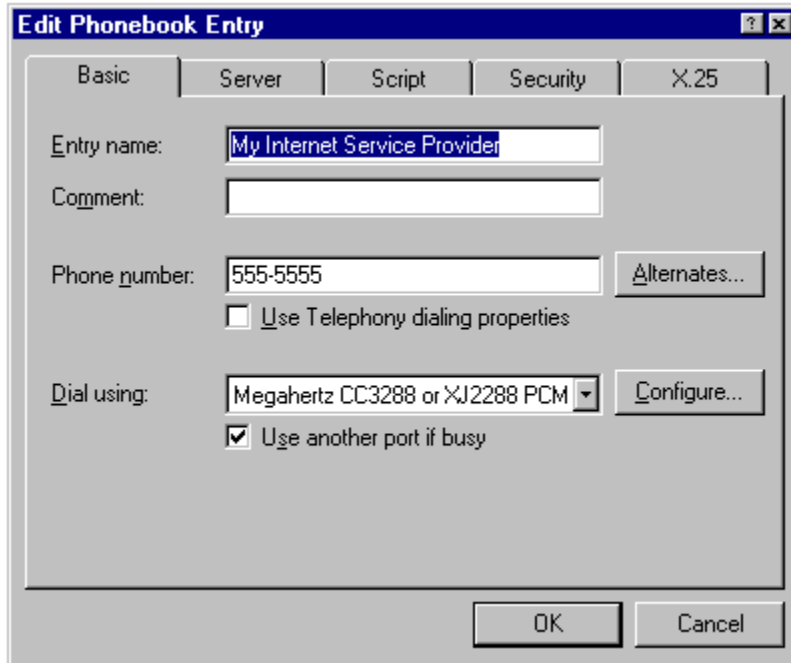 Edit Phonebook Entry
Basic Server Script Security X.25
Entry name: My Internet Service Provider
Comment:
Phone number: 555-5555 Alternates...
Use Telephony dialing properties
Dial using: Megahertz CC3288 or XJ2288 PCM Configure...
Use another port if busy
OK Cancel